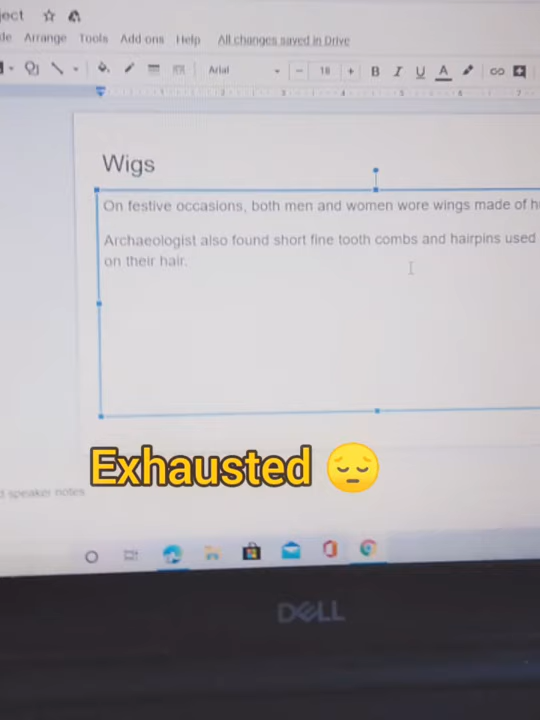 ject
Arrange Tools Add ons Help All changes saved in Drive
Arial 18 B I U A
Wigs
On festive occasions, both men and women wore wings made of
Archaeologist also found short fine tooth combs and hairpins used
on their hair.
Exhausted 😔
speaker notes
DELL